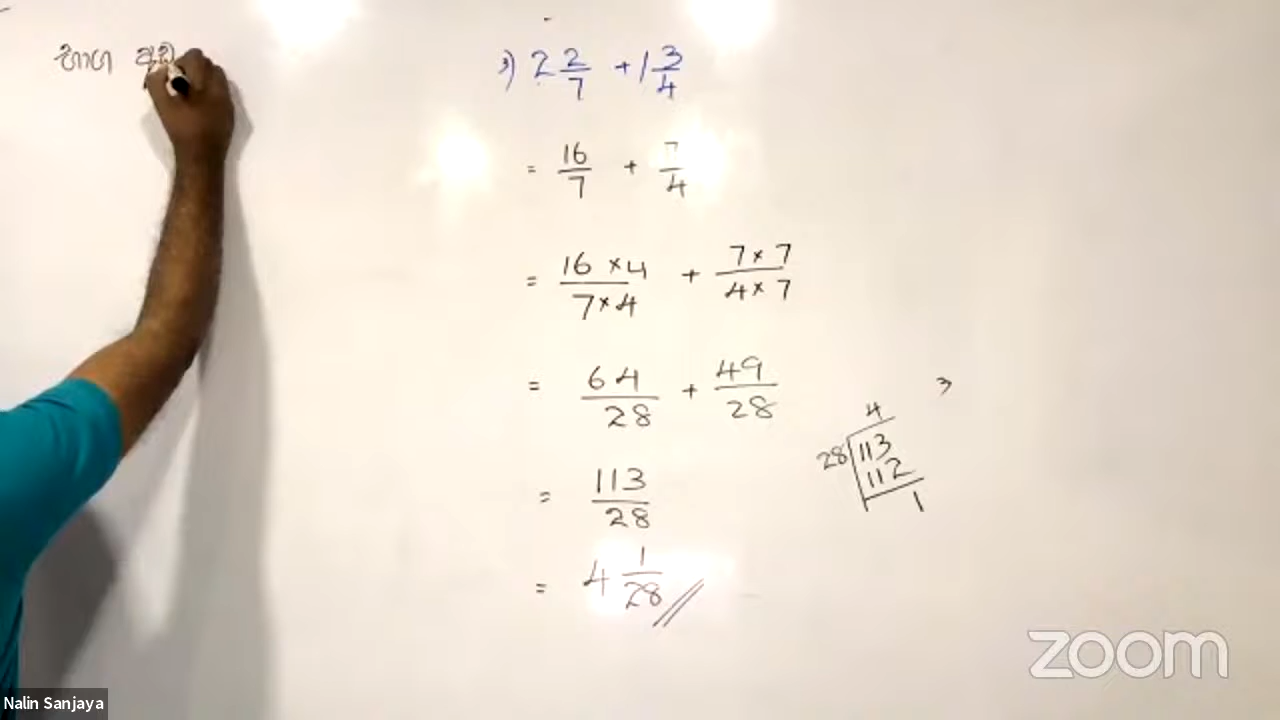 භාග අඩ
3) 2 2/7 + 1 3/4
= 16/7 + 7/4
= 16×4/7×4 + 7×7/4×7
= 64/28 + 49/28
= 113/28
= 4 1/28
4
28 113
112
1
zoom
Nalin Sanjaya